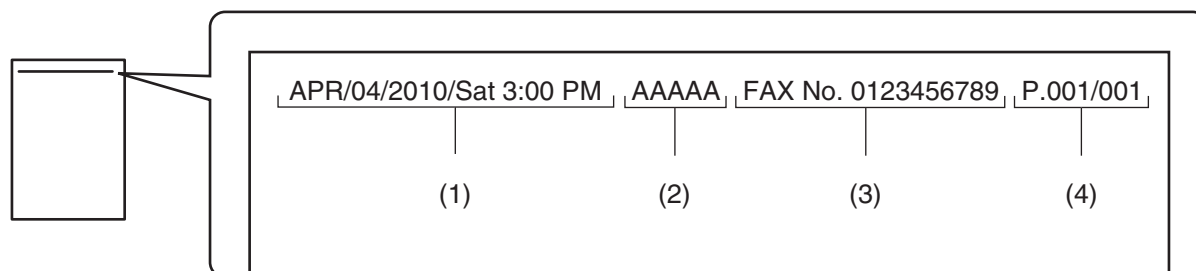 APR/04/2010/Sat 3:00 PM AAAAA FAX No. 0123456789 P.001/001
(1) (2) (3) (4)